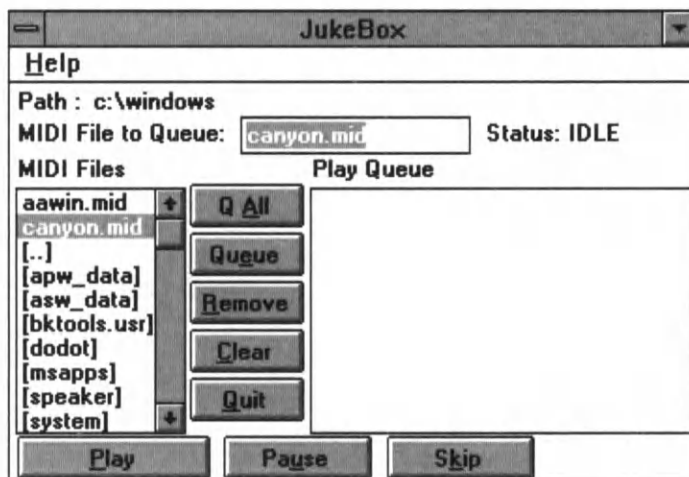 JukeBox
Help
Path : c:\windows
MIDI File to Queue: canyon.mid Status: IDLE
MIDI Files Play Queue
aawin.mid
canyon.mid
[..]
[apw_data]
[asw_data]
[bktools.usr]
[dodot]
[msapps]
[speaker]
[system]
Q All
Queue
Remove
Clear
Quit
Play Pause Skip